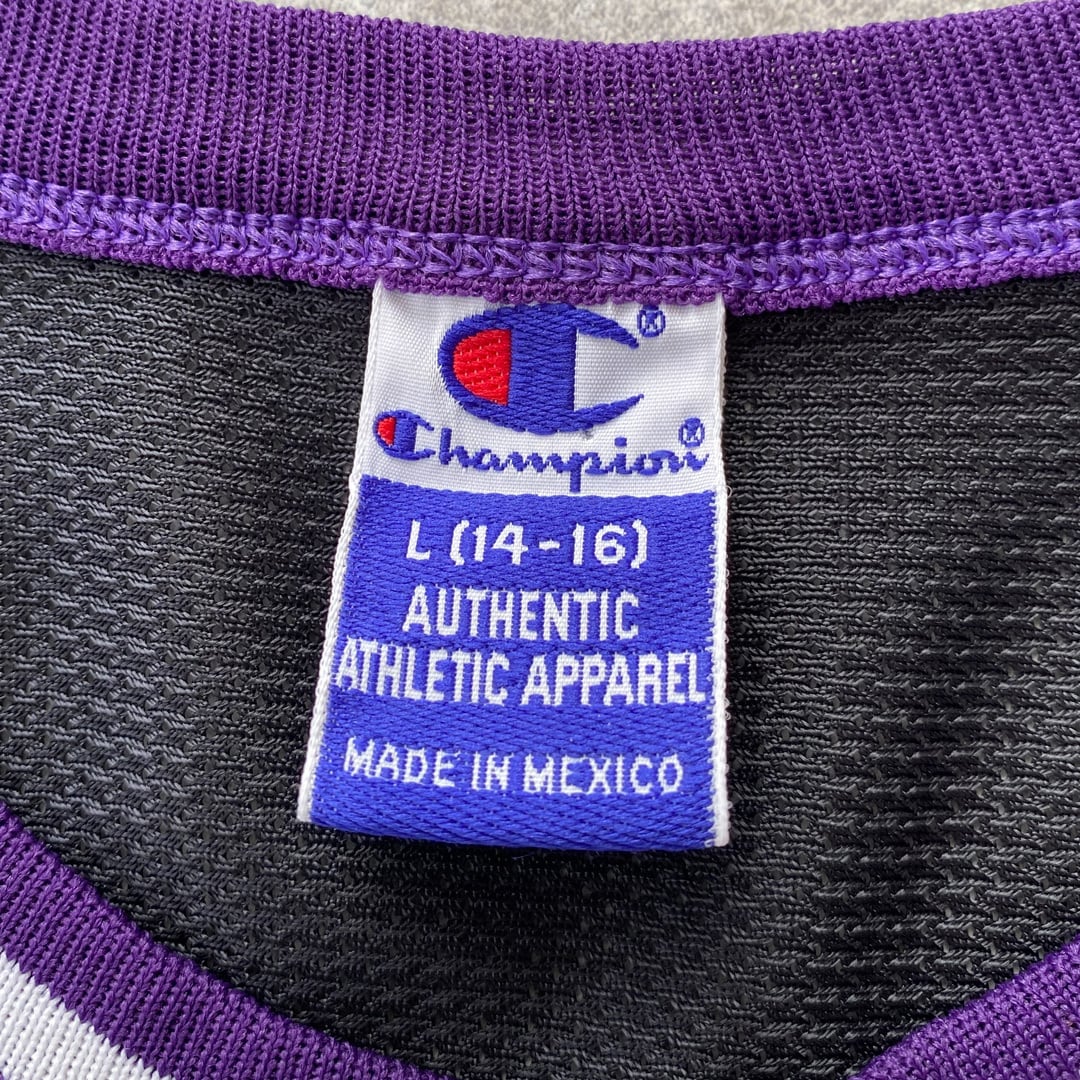 ®
Champion®
L (14-16)
AUTHENTIC
ATHLETIC APPAREL
MADE IN MEXICO